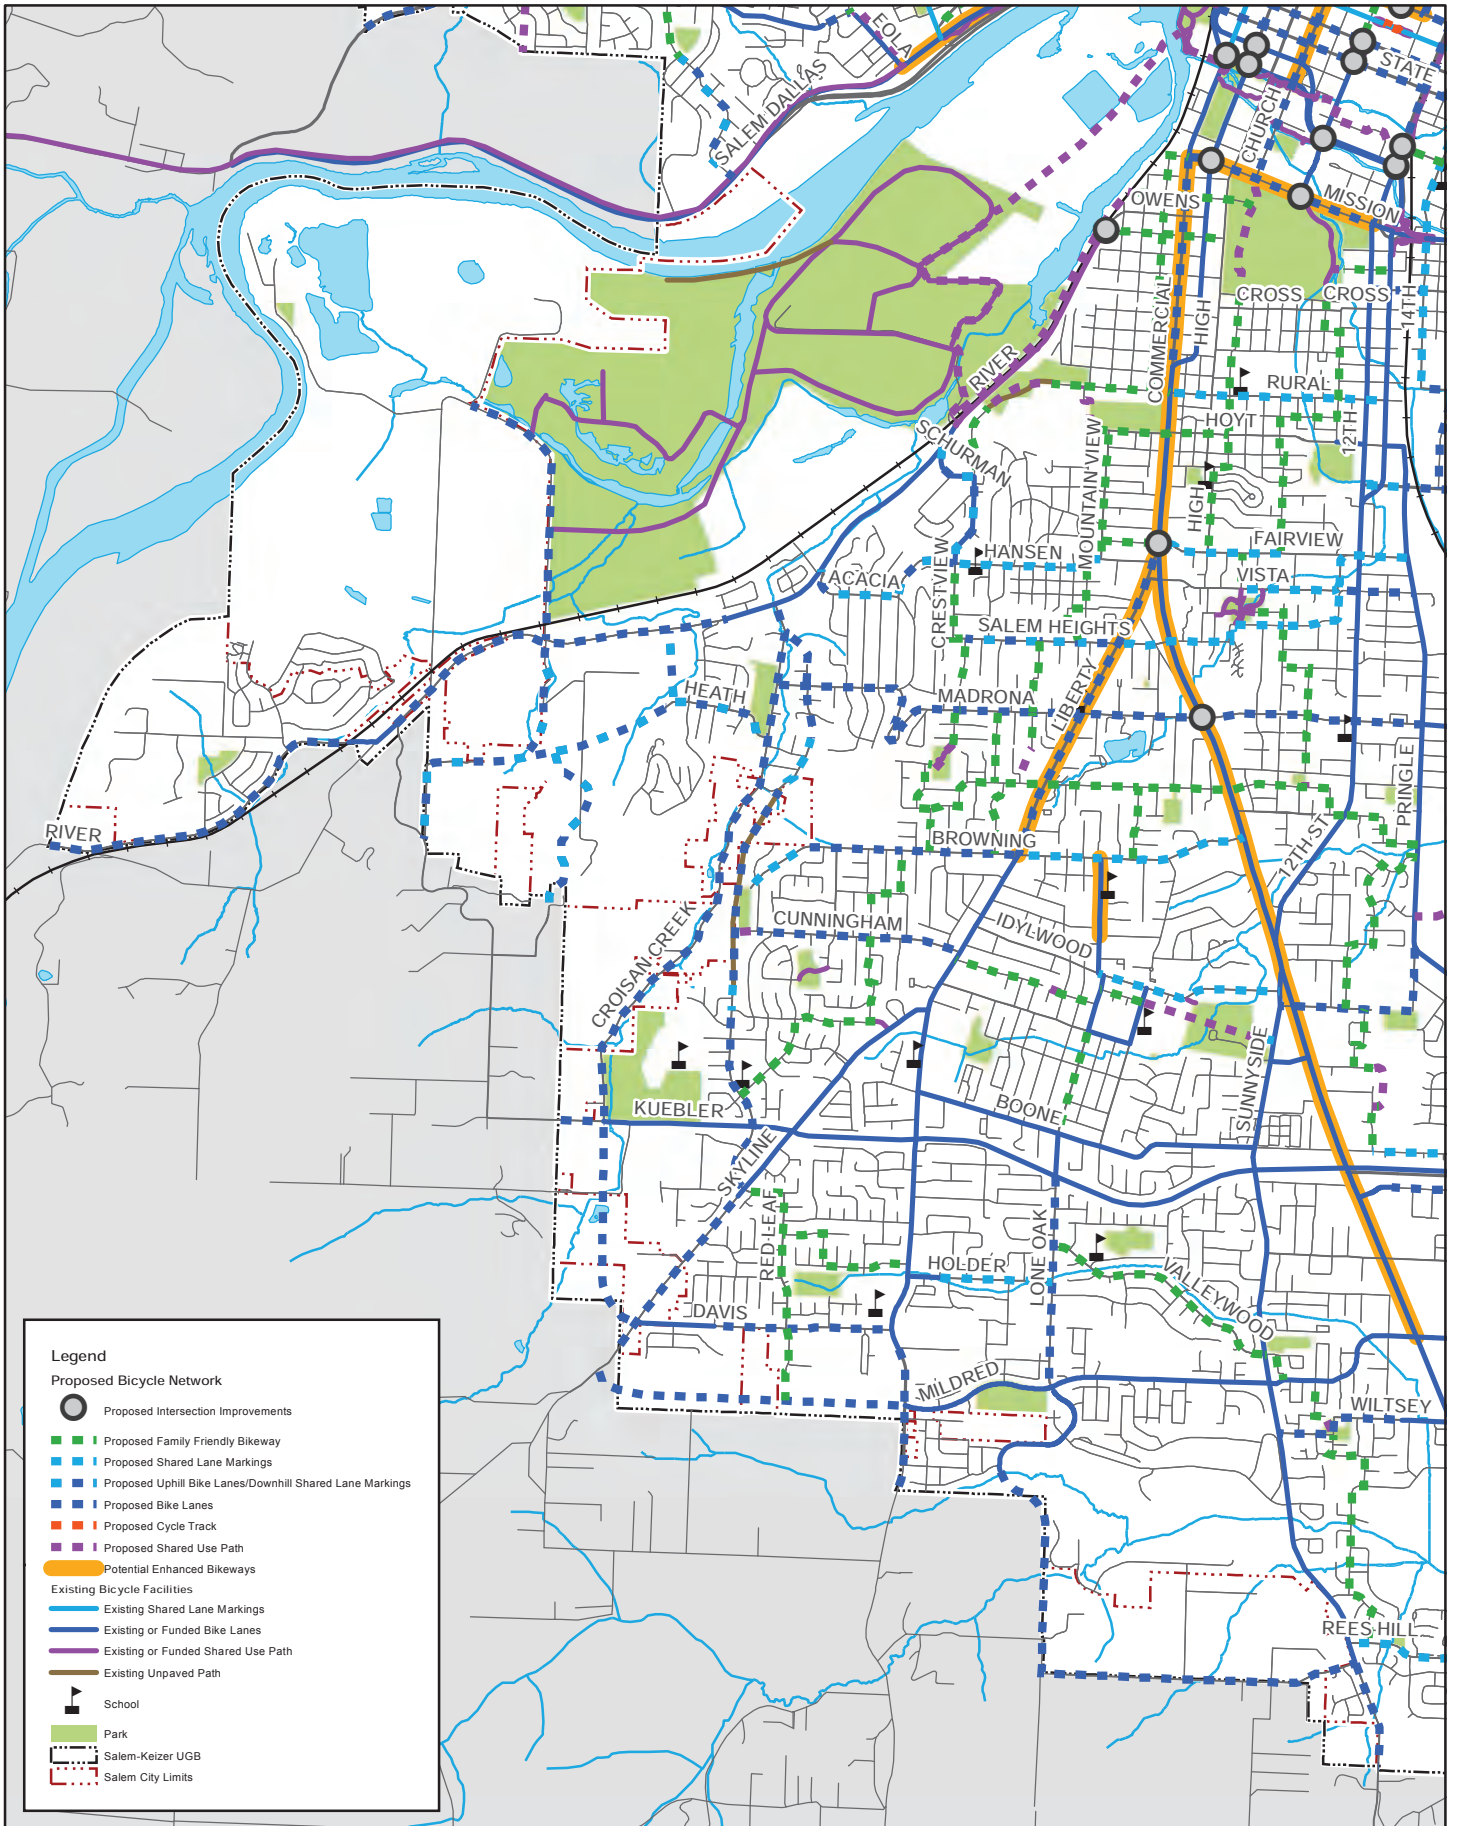 EOLA
STATE
SALEM DALLAS
CHURCH
OWENS
MISSION
CROSS
CROSS
14TH
COMMERCIAL
HIGH
RIVER
RURAL
HOYT
12TH
SCHURMAN
MOUNTAIN VIEW
HIGH
FAIRVIEW
HANSEN
ACACIA
VISTA
CRESTVIEW
SALEM HEIGHTS
HEATH
MADRONA
LIBERTY
PRINGLE
RIVER
BROWNING
12TH ST
CUNNINGHAM
IDYLWOOD
CROISAN CREEK
SUNNYSIDE
KUEBLER
BOONE
SKYLINE
RED LEAF
LONE OAK
HOLDER
VALLEYWOOD
DAVIS
MILDRED
WILTSEY
REES HILL
Legend
Proposed Bicycle Network
Proposed Intersection Improvements
Proposed Family Friendly Bikeway
Proposed Shared Lane Markings
Proposed Uphill Bike Lanes/Downhill Shared Lane Markings
Proposed Bike Lanes
Proposed Cycle Track
Proposed Shared Use Path
Potential Enhanced Bikeways
Existing Bicycle Facilities
Existing Shared Lane Markings
Existing or Funded Bike Lanes
Existing or Funded Shared Use Path
Existing Unpaved Path
School
Park
Salem-Keizer UGB
Salem City Limits